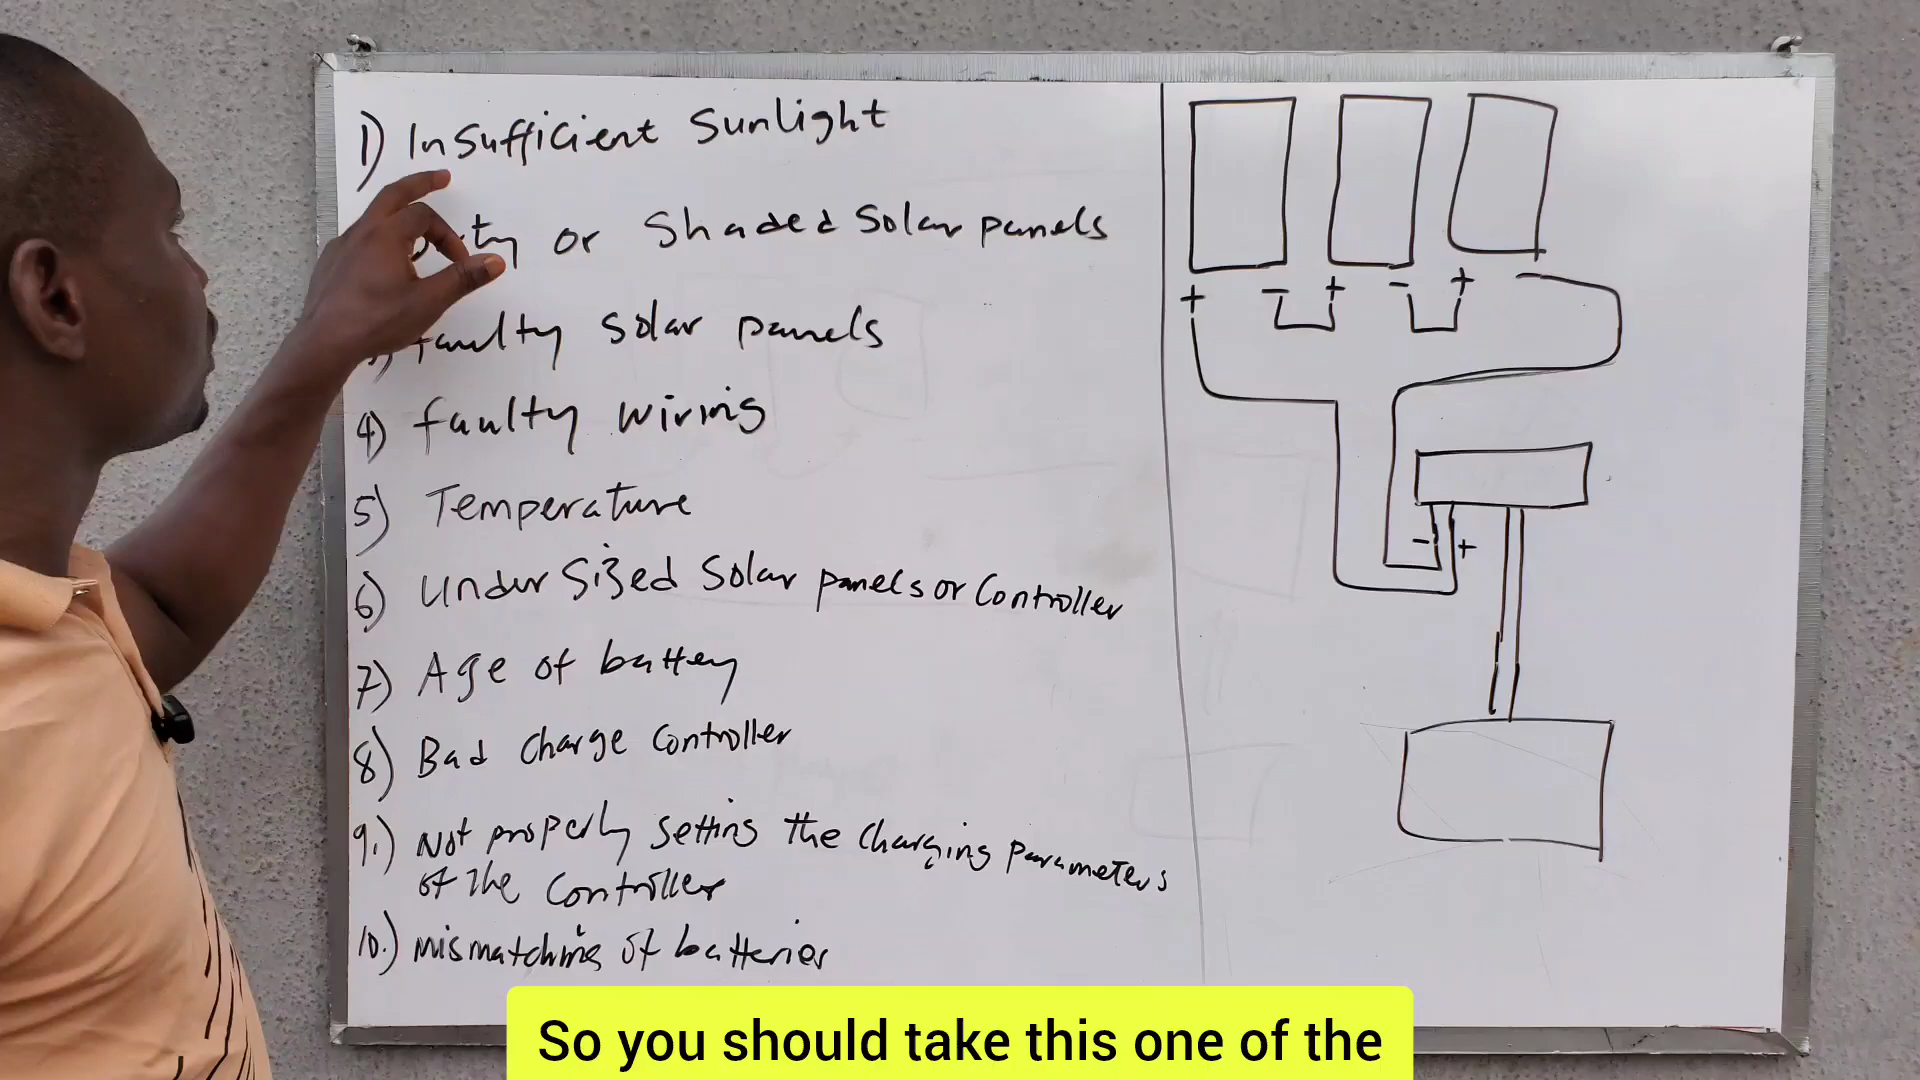 1) Insufficient Sunlight
or Shaded Solar panels
faulty solar panels
4) faulty wiring
5) Temperature
6) Under Sized Solar panels or Controller
7) Age of battery
8) Bad Charge Controller
9.) Not properly setting the Charging Parameters
of the Controller
10.) mismatching of batteries
+ - + - +
- +
So you should take this one of the